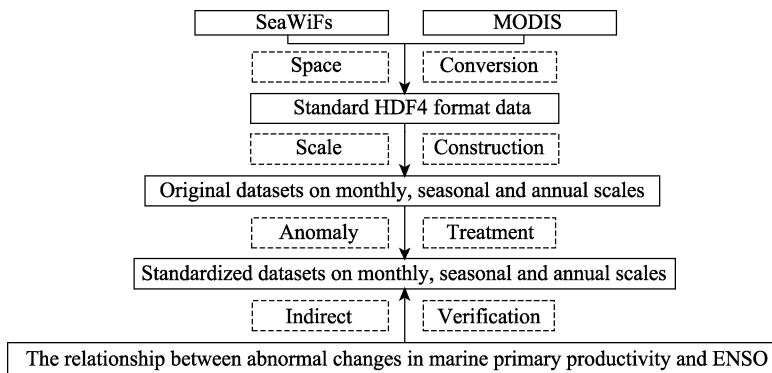 SeaWiFs MODIS
Space Conversion
Standard HDF4 format data
Scale Construction
Original datasets on monthly, seasonal and annual scales
Anomaly Treatment
Standardized datasets on monthly, seasonal and annual scales
Indirect Verification
The relationship between abnormal changes in marine primary productivity and ENSO